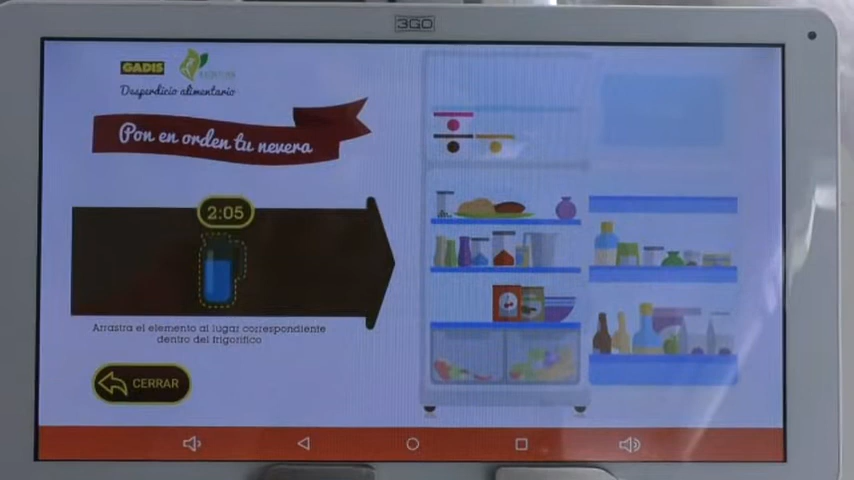 3GO
GADIS
Desperdicio alimentario
Pon en orden tu nevera
2:05
Arrastra el elemento al lugar correspondiente
dentro del frigorífico
CERRAR